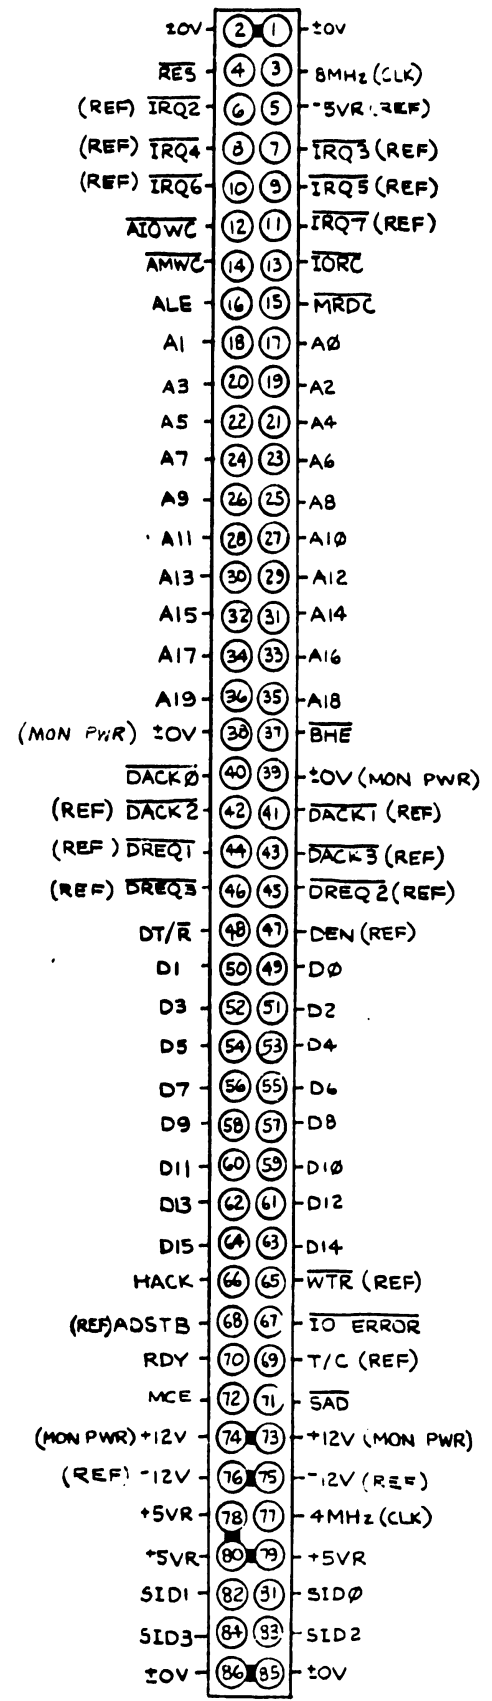 ±0V 2 1 ±0V
RES 4 3 8MHz (CLK)
(REF) IRQ2 6 5 -5VR (REF)
(REF) IRQ4 8 7 IRQ3 (REF)
(REF) IRQ6 10 9 IRQ5 (REF)
AIOWC 12 11 IRQ7 (REF)
AMWC 14 13 IORC
ALE 16 15 MRDC
A1 18 17 AØ
A3 20 19 A2
A5 22 21 A4
A7 24 23 A6
A9 26 25 A8
A11 28 27 A1Ø
A13 30 29 A12
A15 32 31 A14
A17 34 33 A16
A19 36 35 A18
(MON PWR) ±0V 38 37 BHE
DACKØ 40 39 ±0V (MON PWR)
(REF) DACK2 42 41 DACK1 (REF)
(REF) DREQ1 44 43 DACK3 (REF)
(REF) DREQ3 46 45 DREQ2 (REF)
DT/R 48 47 DEN (REF)
D1 50 49 DØ
D3 52 51 D2
D5 54 53 D4
D7 56 55 D6
D9 58 57 D8
D11 60 59 D1Ø
D13 62 61 D12
D15 64 63 D14
HACK 66 65 WTR (REF)
(REF) ADSTB 68 67 IO ERROR
RDY 70 69 T/C (REF)
MCE 72 71 SAD
(MON PWR) +12V 74 73 +12V (MON PWR)
(REF) -12V 76 75 -12V (REF)
+5VR 78 77 4MHz (CLK)
+5VR 80 79 +5VR
SID1 82 81 SIDØ
SID3 84 83 SID2
±0V 86 85 ±0V